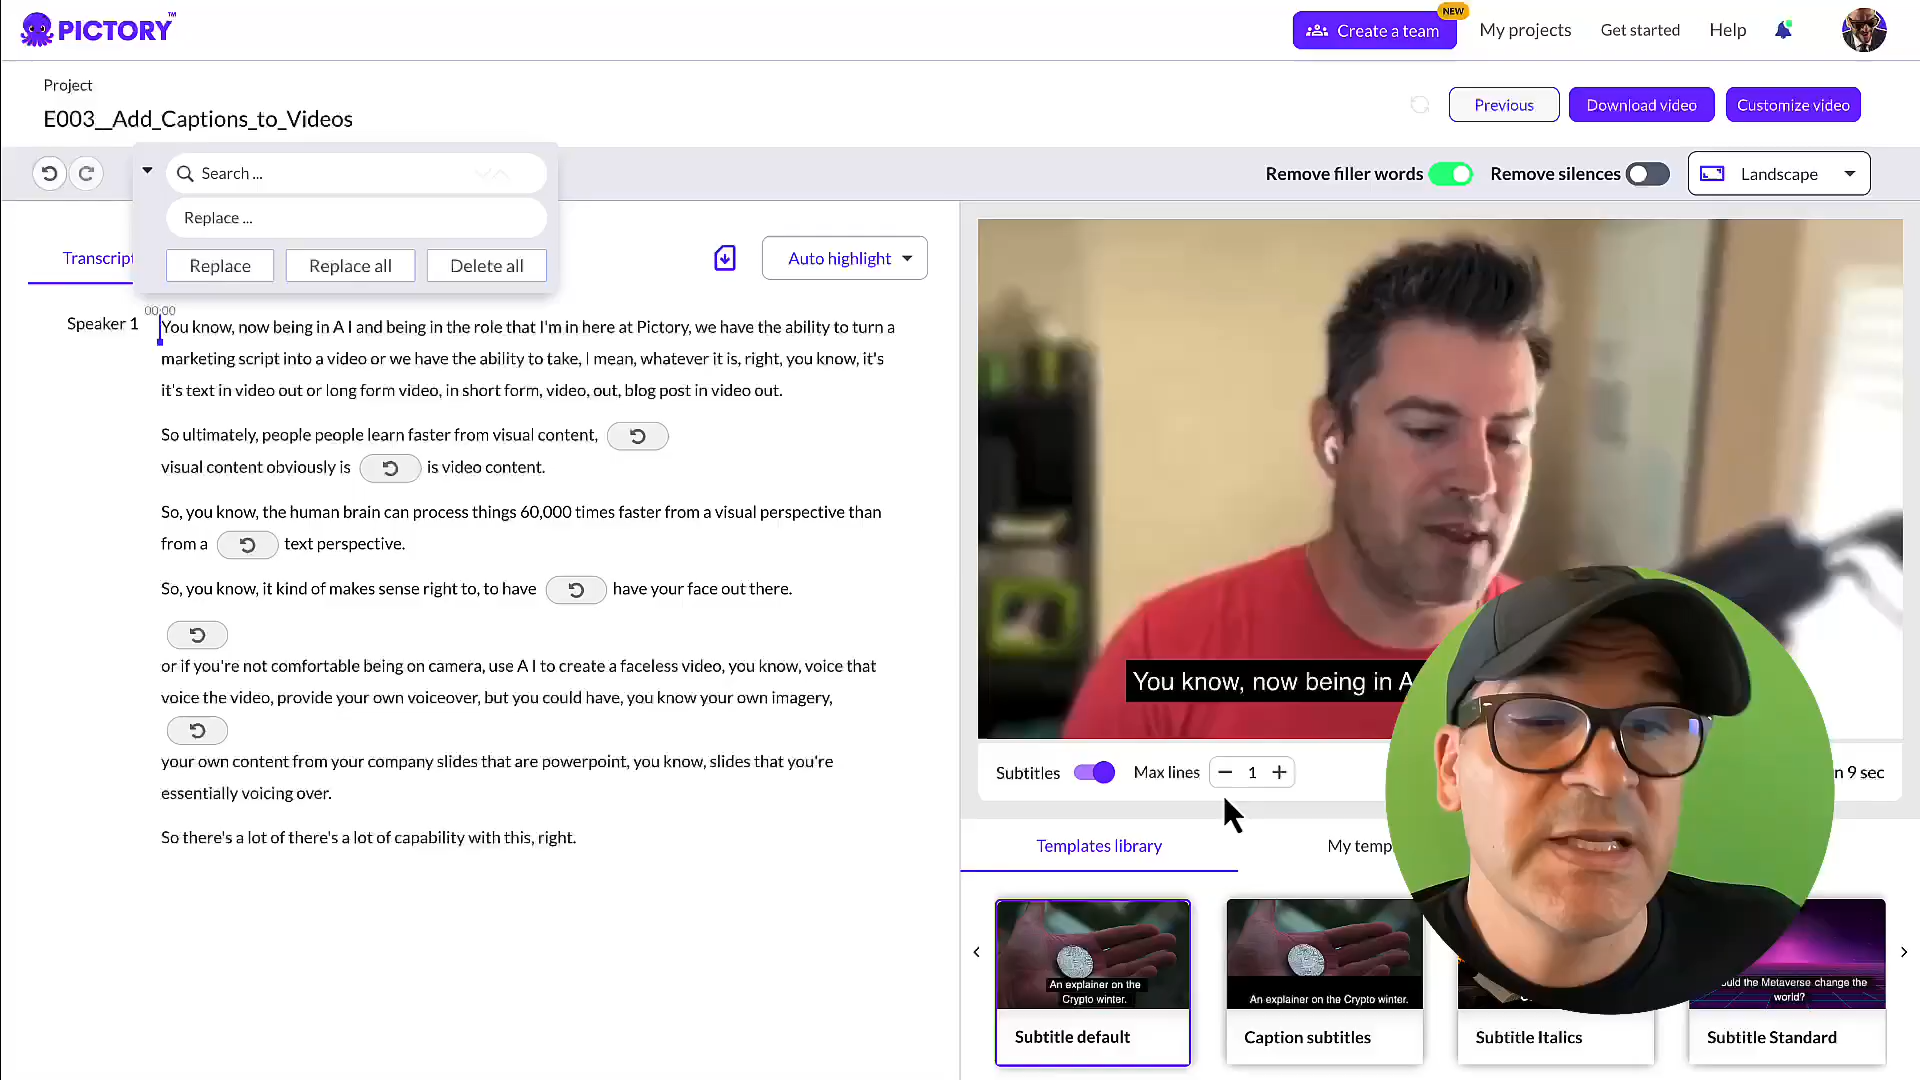 PICTORY™
Create a team
NEW
My projects
Get started
Help
Project
E003__Add_Captions_to_Videos
Previous
Download video
Customize video
Search ...
Replace ...
Replace
Replace all
Delete all
Remove filler words
Remove silences
Landscape
Transcript
Auto highlight
00:00
Speaker 1
You know, now being in A I and being in the role that I'm in here at Pictory, we have the ability to turn a
marketing script into a video or we have the ability to take, I mean, whatever it is, right, you know, it's
it's text in video out or long form video, in short form, video, out, blog post in video out.
So ultimately, people people learn faster from visual content,
visual content obviously is is video content.
So, you know, the human brain can process things 60,000 times faster from a visual perspective than
from a text perspective.
So, you know, it kind of makes sense right to, to have have your face out there.
or if you're not comfortable being on camera, use A I to create a faceless video, you know, voice that
voice the video, provide your own voiceover, but you could have, you know your own imagery,
your own content from your company slides that are powerpoint, you know, slides that you're
essentially voicing over.
So there's a lot of there's a lot of capability with this, right.
You know, now being in A
Subtitles
Max lines
1
n 9 sec
Templates library
My temp
An explainer on the
Crypto winter.
Subtitle default
An explainer on the Crypto winter.
Caption subtitles
Subtitle Italics
uld the Metaverse change the
world?
Subtitle Standard